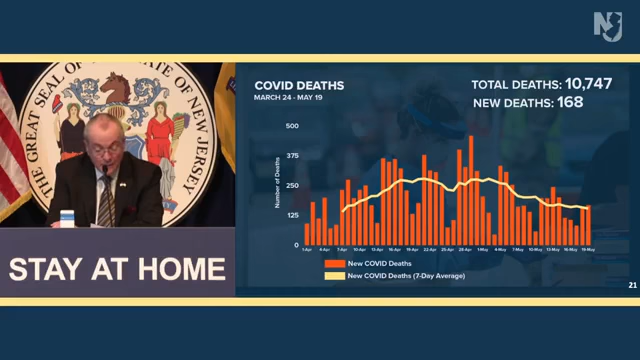 NJ
THE GREAT SEAL OF THE STATE OF NEW JERSEY
STAY AT HOME
COVID DEATHS
MARCH 24 - MAY 19
TOTAL DEATHS: 10,747
NEW DEATHS: 168
Number of Deaths
500
375
250
125
0
1-Apr 4-Apr 7-Apr 10-Apr 13-Apr 16-Apr 19-Apr 22-Apr 25-Apr 28-Apr 1-May 4-May 7-May 10-May 13-May 16-May 19-May
New COVID Deaths
New COVID Deaths (7-Day Average)
21